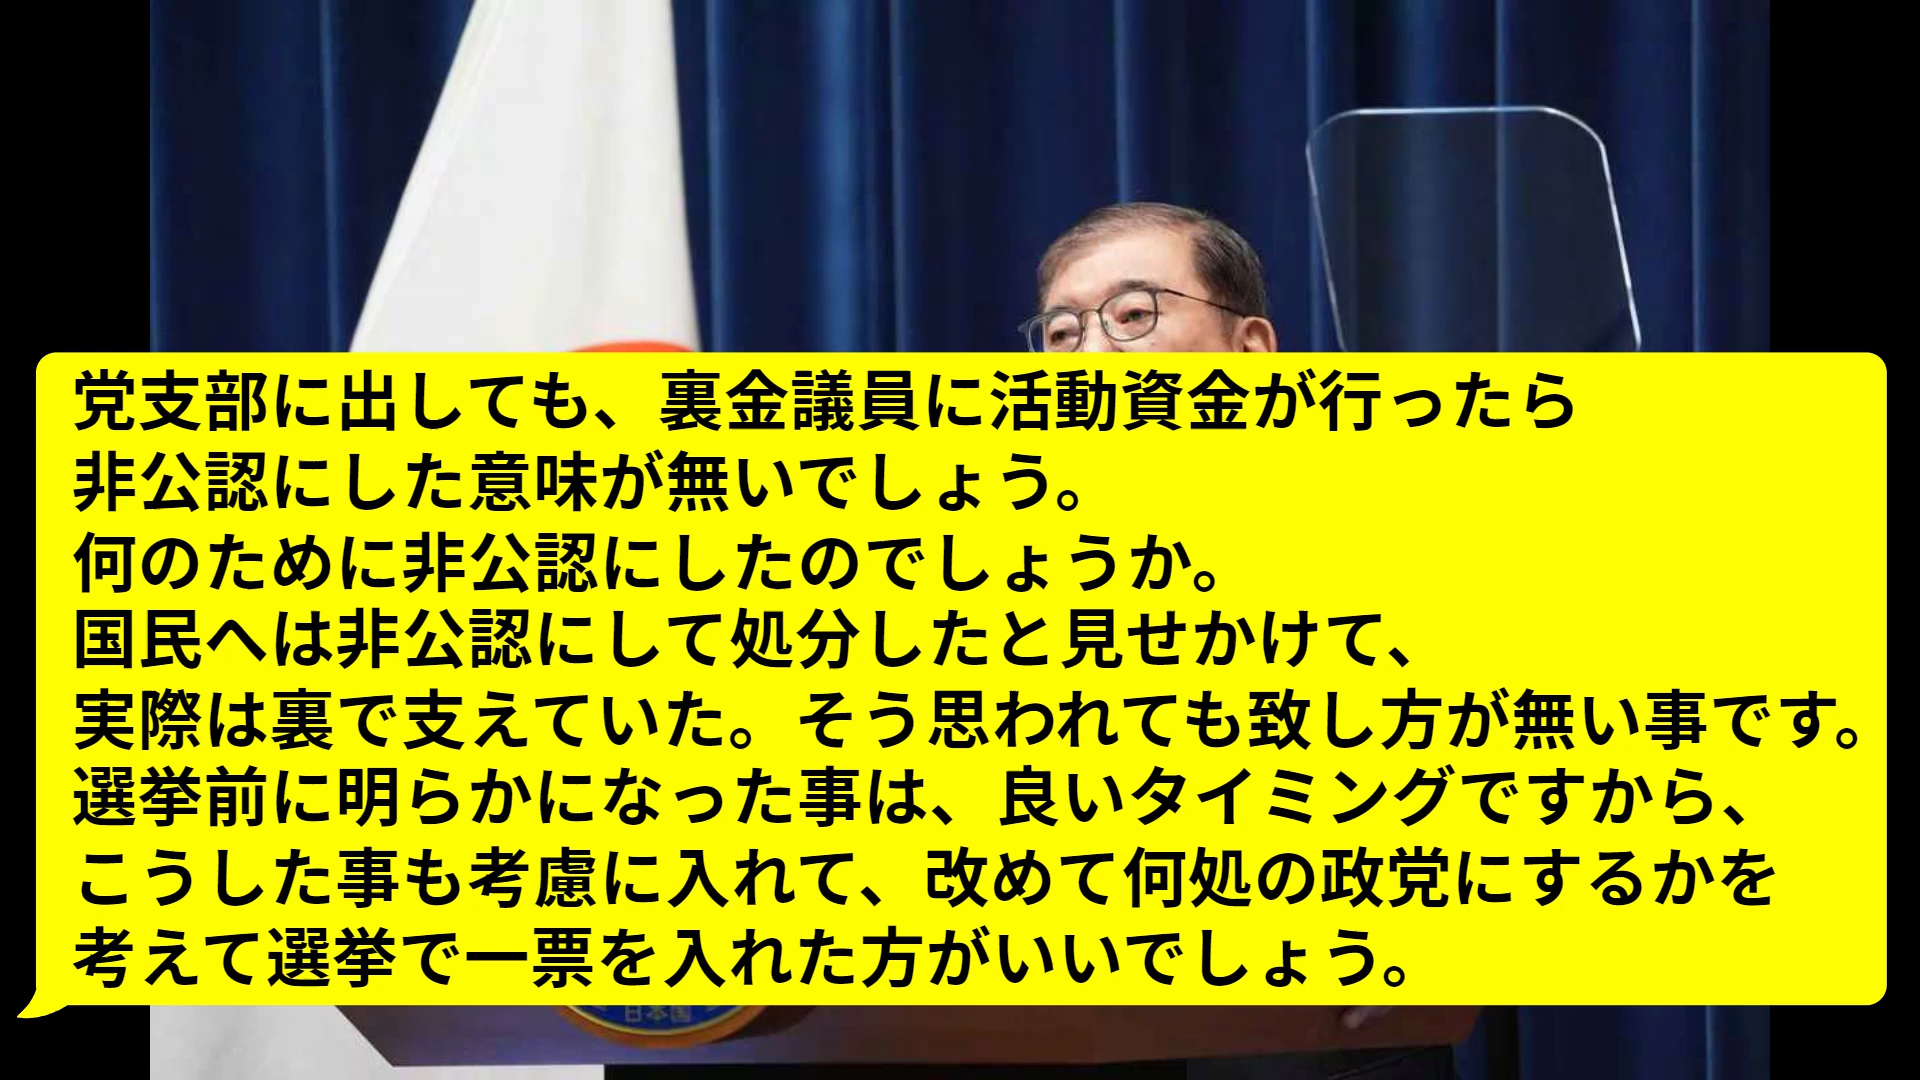 党支部に出しても、裏金議員に活動資金が行ったら
非公認にした意味が無いでしょう。
何のために非公認にしたのでしょうか。
国民へは非公認にして処分したと見せかけて、
実際は裏で支えていた。そう思われても致し方が無い事です。
選挙前に明らかになった事は、良いタイミングですから、
こうした事も考慮に入れて、改めて何処の政党にするかを
考えて選挙で一票を入れた方がいいでしょう。
日本国